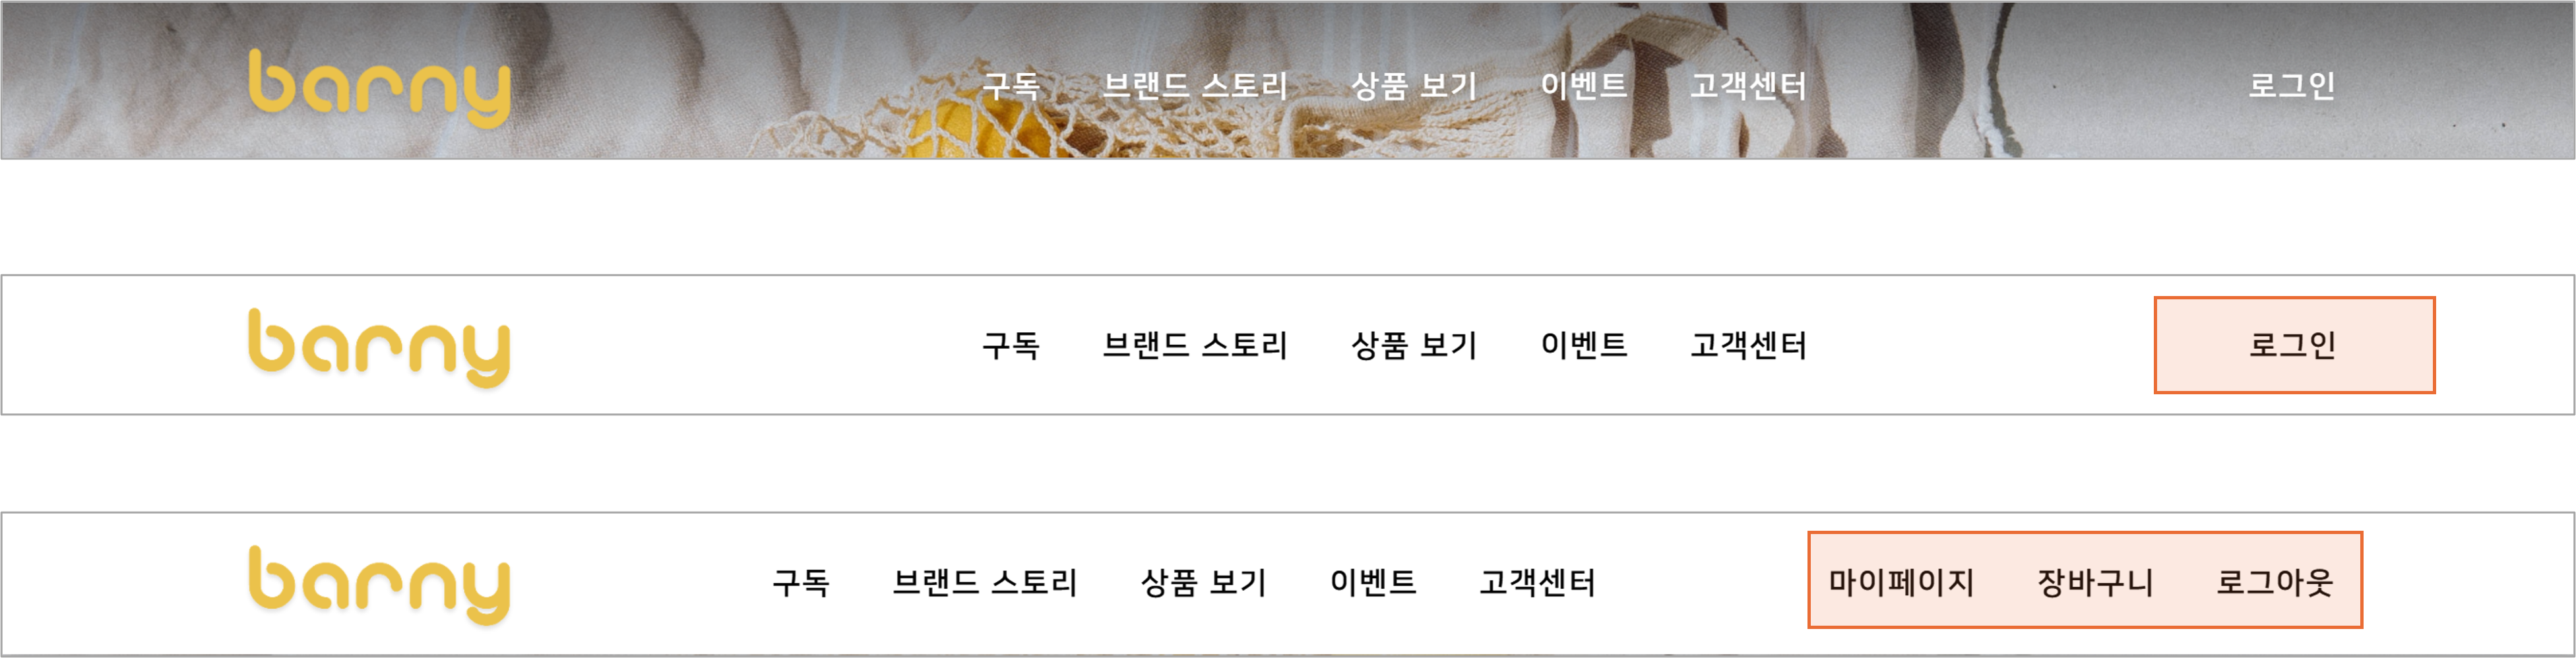 barny 구독 브랜드 스토리 상품 보기 이벤트 고객센터 로그인
barny 구독 브랜드 스토리 상품 보기 이벤트 고객센터 로그인
barny 구독 브랜드 스토리 상품 보기 이벤트 고객센터 마이페이지 장바구니 로그아웃